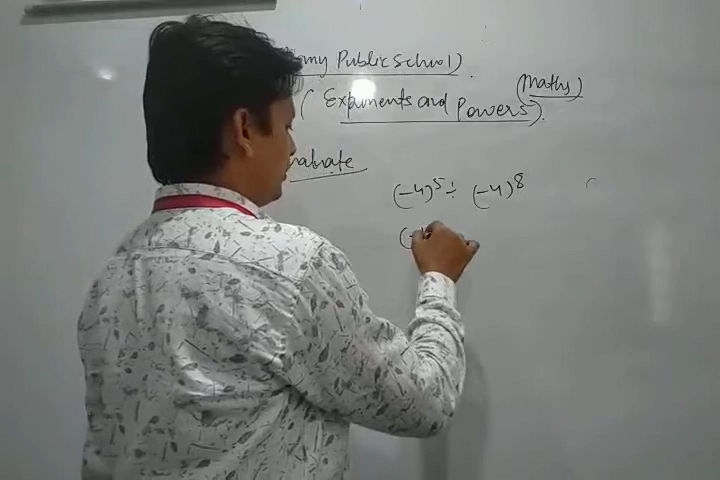 my Public School)
(Maths)
( Exponents and Powers).
(-4)⁵ ÷ (-4)⁸